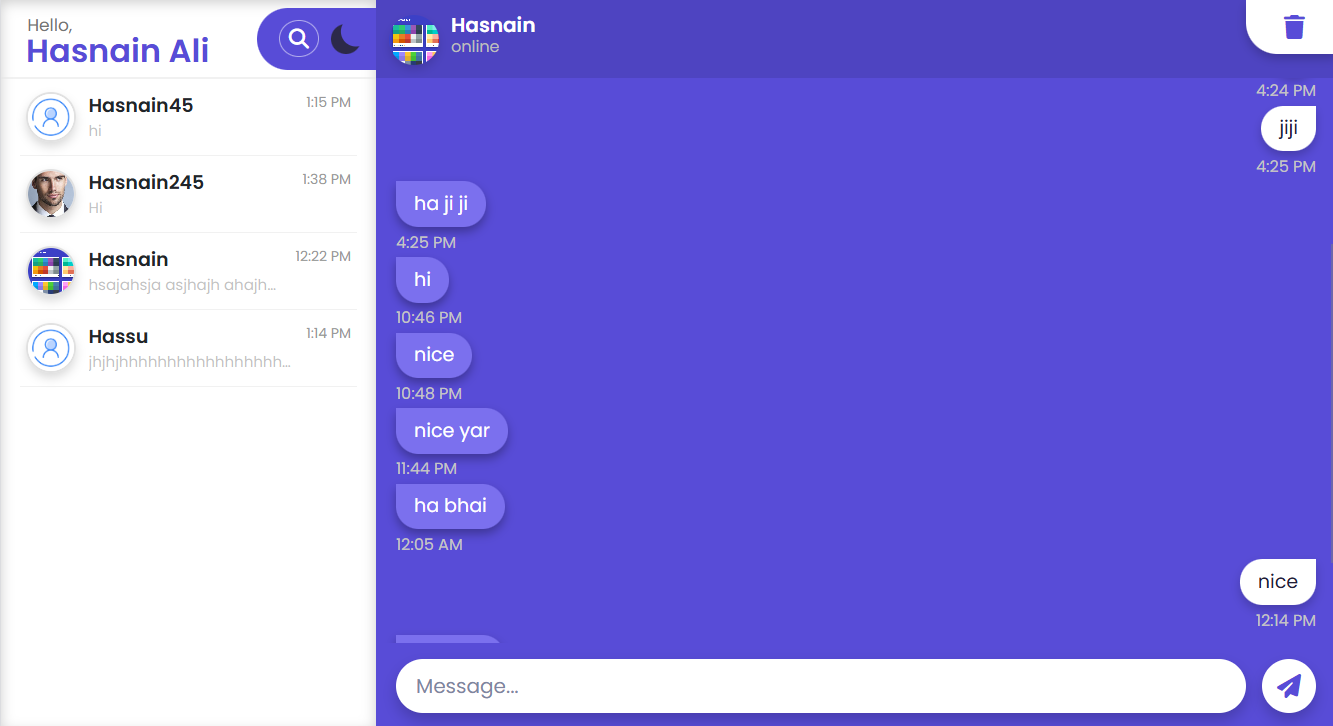 Hello,
Hasnain Ali
Hasnain45
1:15 PM
hi
Hasnain245
1:38 PM
Hi
Hasnain
12:22 PM
hsajahsja asjhajh ahajh...
Hassu
1:14 PM
jhjhjhhhhhhhhhhhhhhhhh...
Hasnain
online
4:24 PM
jiji
4:25 PM
ha ji ji
4:25 PM
hi
10:46 PM
nice
10:48 PM
nice yar
11:44 PM
ha bhai
12:05 AM
nice
12:14 PM
Message...